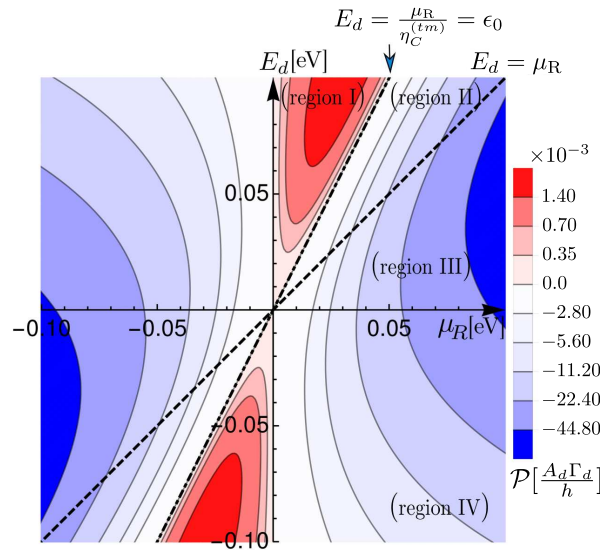 E_d = \frac{μ_R}{η_C^{(tm)}} = ϵ_0
E_d[eV]
E_d = μ_R
(region I)
(region II)
×10^{-3}
0.05
1.40
0.70
0.35
0.0
(region III)
-2.80
-0.10
-0.05
0.05
μ_R[eV]
-5.60
-11.20
-22.40
-0.05
-44.80
𝒫[\frac{A_dΓ_d}{h}]
(region IV)
-0.10